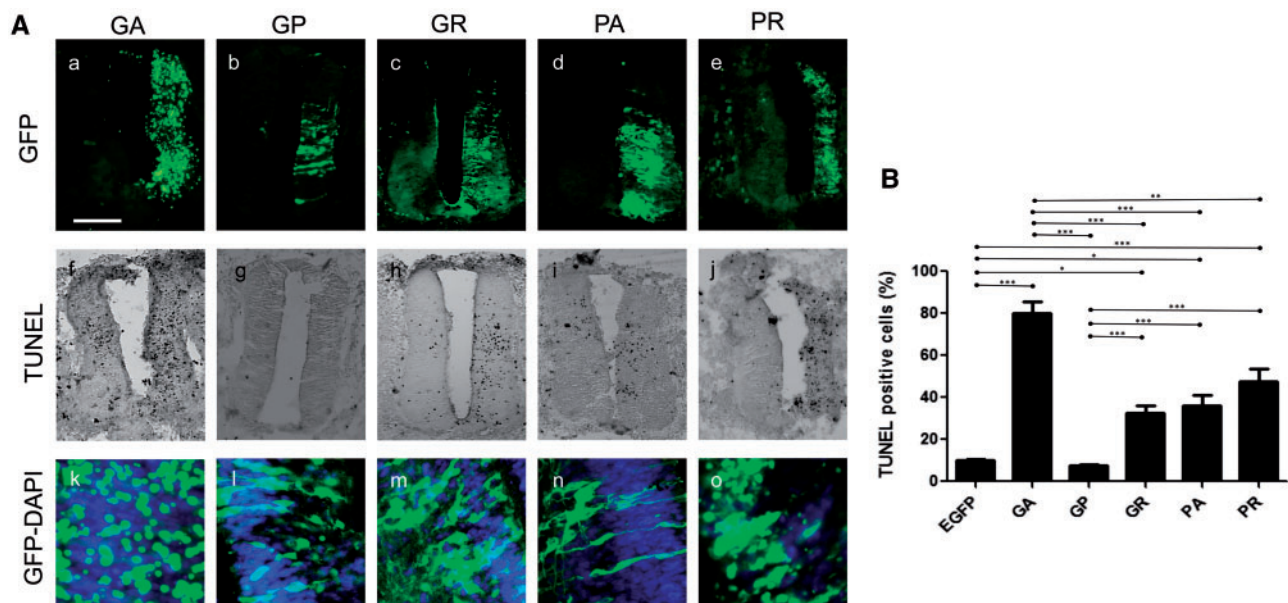 A
GA GP GR PA PR
GFP
a b c d e
TUNEL
f g h i j
GFP-DAPI
k l m n o
B
**
***
***
***
***
*
*
***
***
***
***
TUNEL positive cells (%)
100
80
60
40
20
0
EGFP GA GP GR PA PR